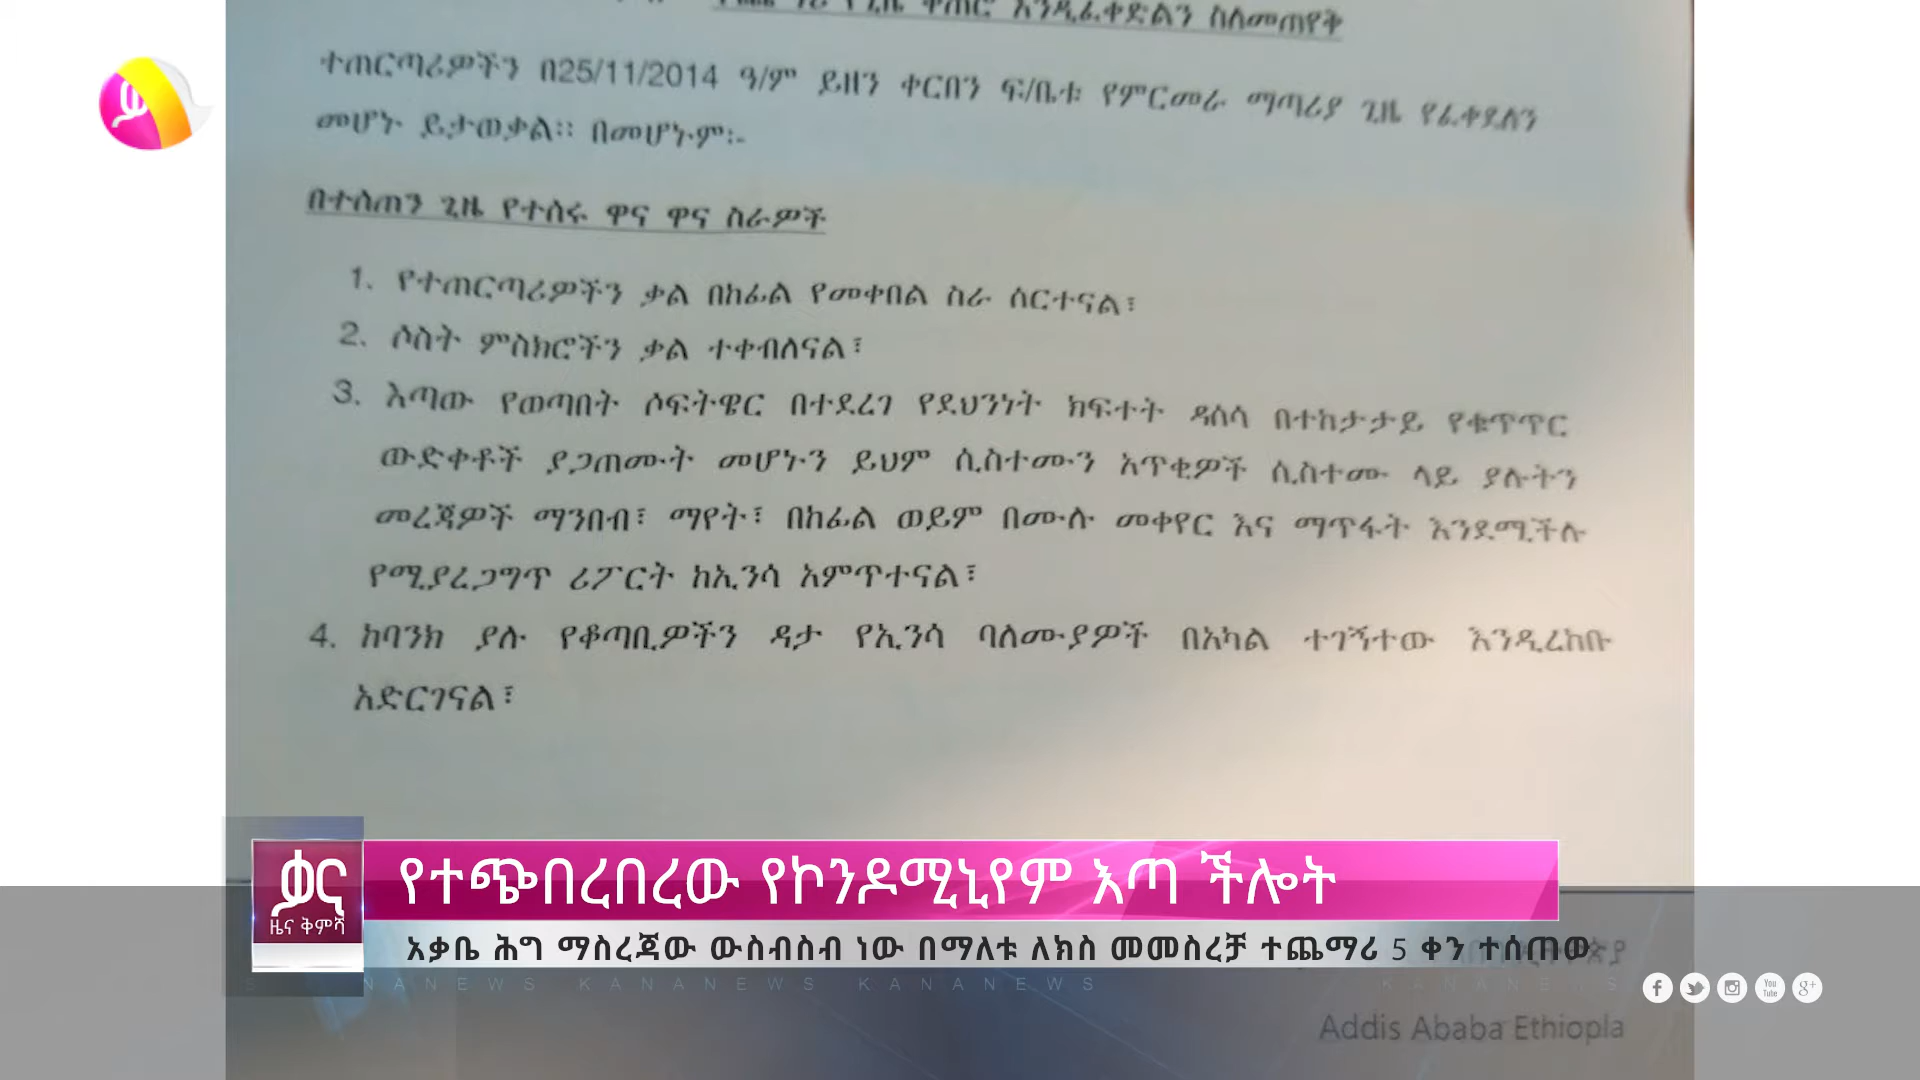 እንዲፈቀድልን ስለመጠየቅ
ተጠርጣሪዎችን በ25/11/2014 ዓ/ም ይዘን ቀርበን ፍ/ቤቱ የምርመራ ማጣሪያ ጊዜ የፈቀደልን
መሆኑ ይታወቃል። በመሆኑም፡-
በተሰጠን ጊዜ የተሰሩ ዋና ዋና ስራዎች
1. የተጠርጣሪዎችን ቃል በከፊል የመቀበል ስራ ሰርተናል፣
2. ሶስት ምስክሮችን ቃል ተቀብለናል፣
3. እጣው የወጣበት ሶፍትዌር በተደረገ የደህንነት ክፍተት ዳሰሳ በተከታታይ የቁጥጥር
ውድቀቶች ያጋጠሙት መሆኑን ይህም ሲስተሙን አጥቂዎች ሲስተሙ ላይ ያሉትን
መረጃዎች ማንበብ፣ ማየት፣ በከፊል ወይም በሙሉ መቀየር እና ማጥፋት እንደሚችሉ
የሚያረጋግጥ ሪፖርት ከኢንሳ አምጥተናል፣
4. ከባንክ ያሉ የቆጣቢዎችን ዳታ የኢንሳ ባለሙያዎች በአካል ተገኝተው እንዲረከቡ
አድርገናል፣
ቃና
ዜና ቅምሻ
የተጭበረበረው የኮንዶሚኒየም እጣ ችሎት
አቃቤ ሕግ ማስረጃው ውስብስብ ነው በማለቱ ለክስ መመስረቻ ተጨማሪ 5 ቀን ተሰጠው
KANANEWS KANANEWS
Addis Ababa Ethiopia